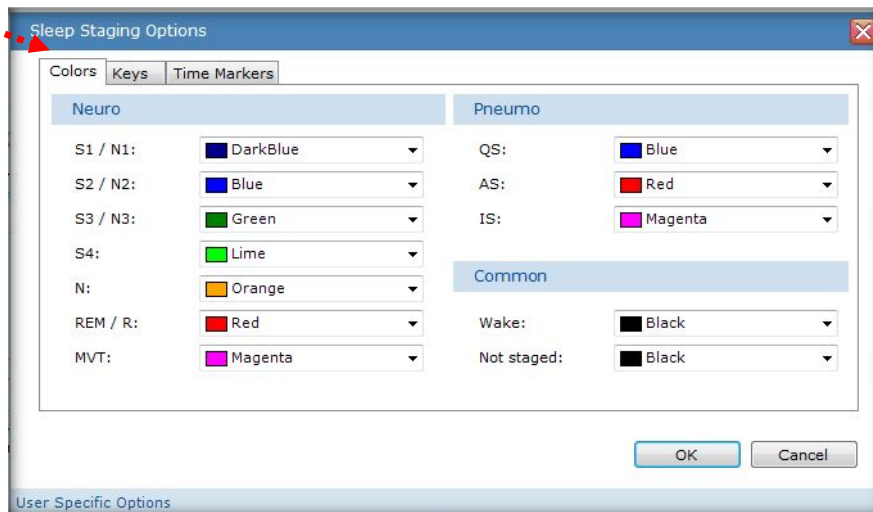 Sleep Staging Options
Colors Keys Time Markers
Neuro
S1 / N1: DarkBlue
S2 / N2: Blue
S3 / N3: Green
S4: Lime
N: Orange
REM / R: Red
MVT: Magenta
Pneumo
QS: Blue
AS: Red
IS: Magenta
Common
Wake: Black
Not staged: Black
OK Cancel
User Specific Options